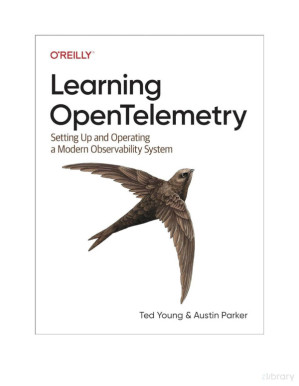 O'REILLY
Learning
OpenTelemetry
Setting Up and Operating
a Modern Observability System
Ted Young & Austin Parker